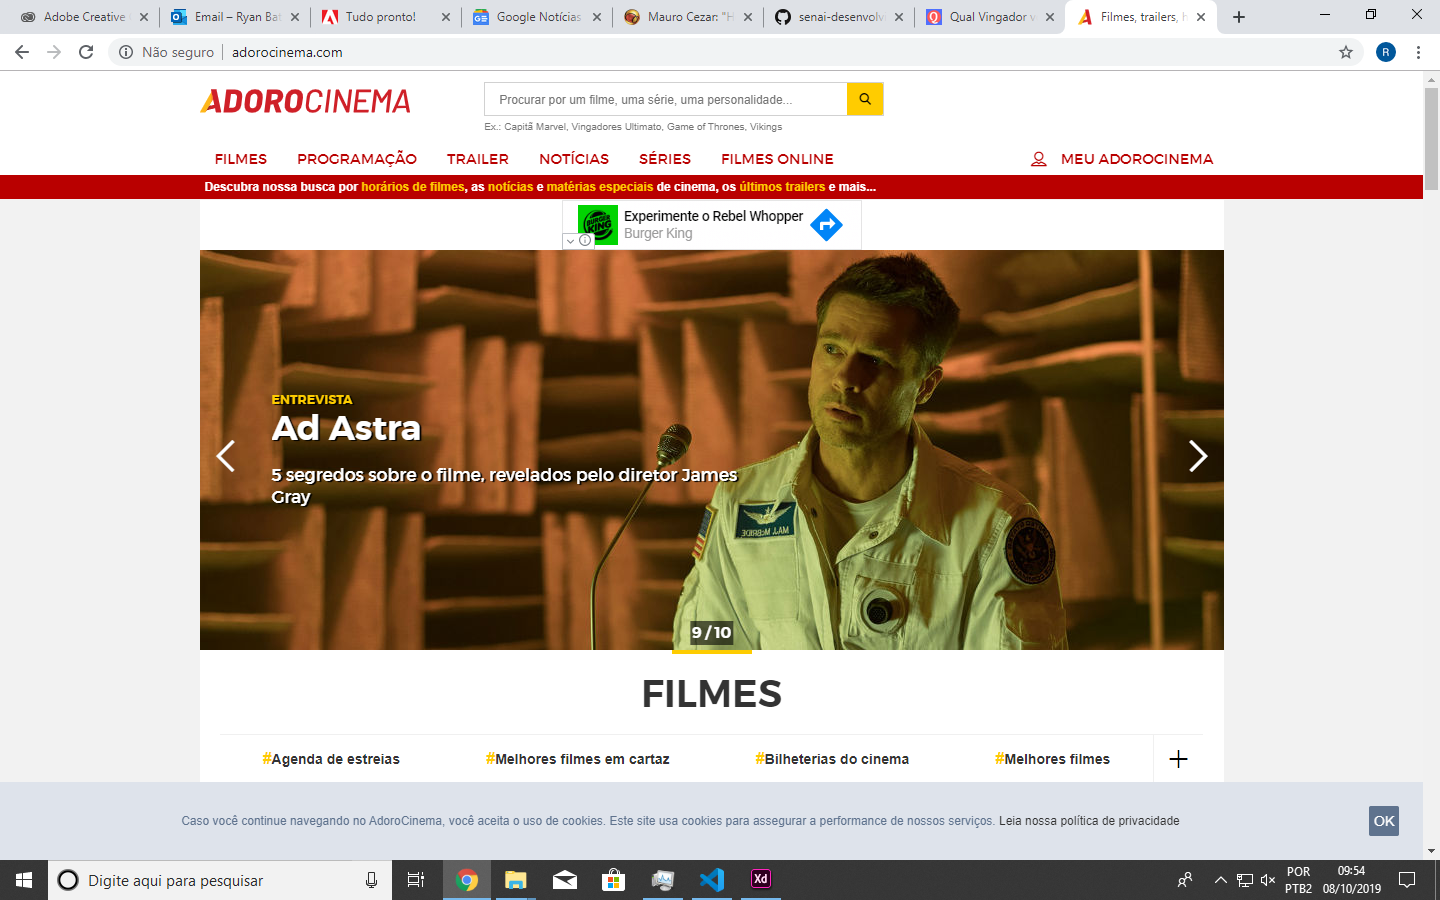 Adobe Creative
Email – Ryan Bat
Tudo pronto!
Google Notícias
Mauro Cezar: "H
senai-desenvolv
Qual Vingador v
Filmes, trailers, h
Não seguro
adorocinema.com
R
ADOROCINEMA
Procurar por um filme, uma série, uma personalidade...
Ex.: Capitã Marvel, Vingadores Ultimato, Game of Thrones, Vikings
FILMES PROGRAMAÇÃO TRAILER NOTÍCIAS SÉRIES FILMES ONLINE MEU ADOROCINEMA
Descubra nossa busca por horários de filmes, as notícias e matérias especiais de cinema, os últimos trailers e mais...
BURGER KING
Experimente o Rebel Whopper
Burger King
ENTREVISTA
Ad Astra
5 segredos sobre o filme, revelados pelo diretor James
Gray
MAJ. MCBRIDE
9 / 10
FILMES
#Agenda de estreias #Melhores filmes em cartaz #Bilheterias do cinema #Melhores filmes
Caso você continue navegando no AdoroCinema, você aceita o uso de cookies. Este site usa cookies para assegurar a performance de nossos serviços. Leia nossa política de privacidade
OK
Digite aqui para pesquisar
Xd
POR
PTB2
09:54
08/10/2019